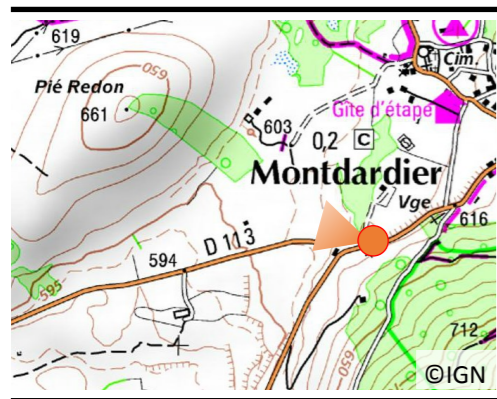 619
Cim.
650
Pié Redon
661
Gîte d'étape
603
0,2
C
Montdardier
Vge
616
D 113
594
595
712
650
©IGN